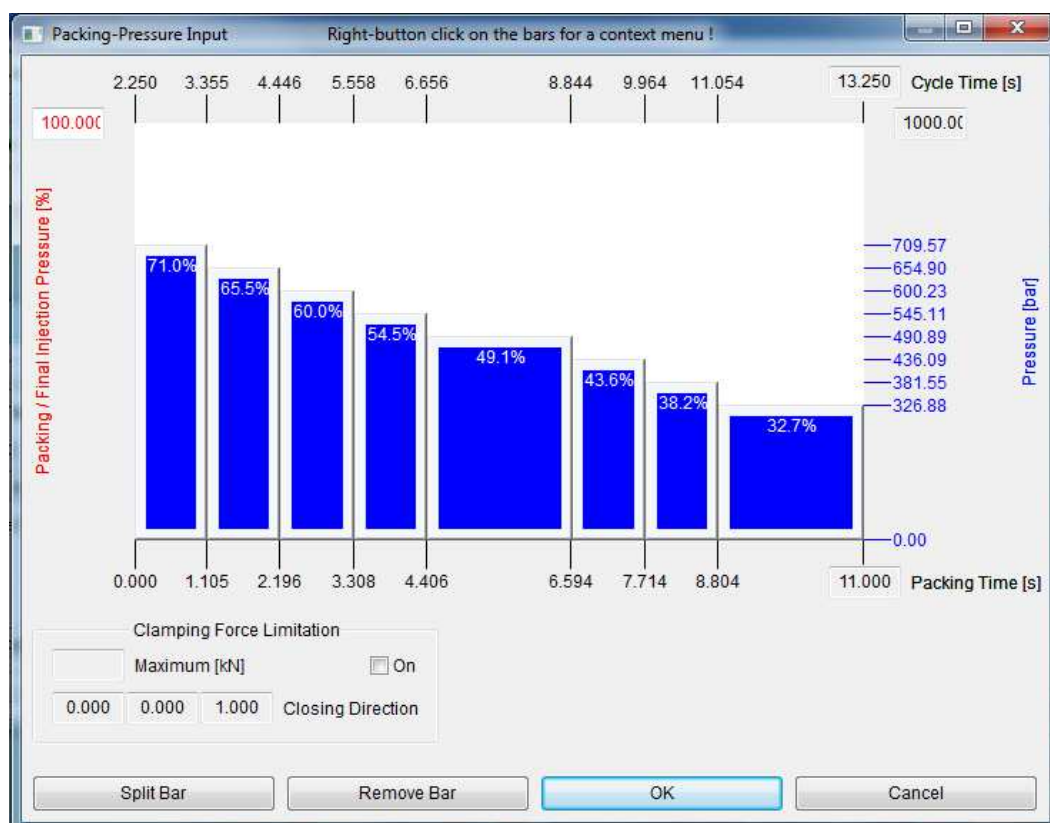 Packing-Pressure Input Right-button click on the bars for a context menu !
2.250 3.355 4.446 5.558 6.656 8.844 9.964 11.054 13.250 Cycle Time [s]
100.000 1000.00
Packing / Final Injection Pressure [%]
71.0% 65.5% 60.0% 54.5% 49.1% 43.6% 38.2% 32.7%
709.57
654.90
600.23
545.11
490.89
436.09
381.55
326.88
0.00
Pressure [bar]
0.000 1.105 2.196 3.308 4.406 6.594 7.714 8.804 11.000 Packing Time [s]
Clamping Force Limitation
Maximum [kN] On
0.000 0.000 1.000 Closing Direction
Split Bar Remove Bar OK Cancel